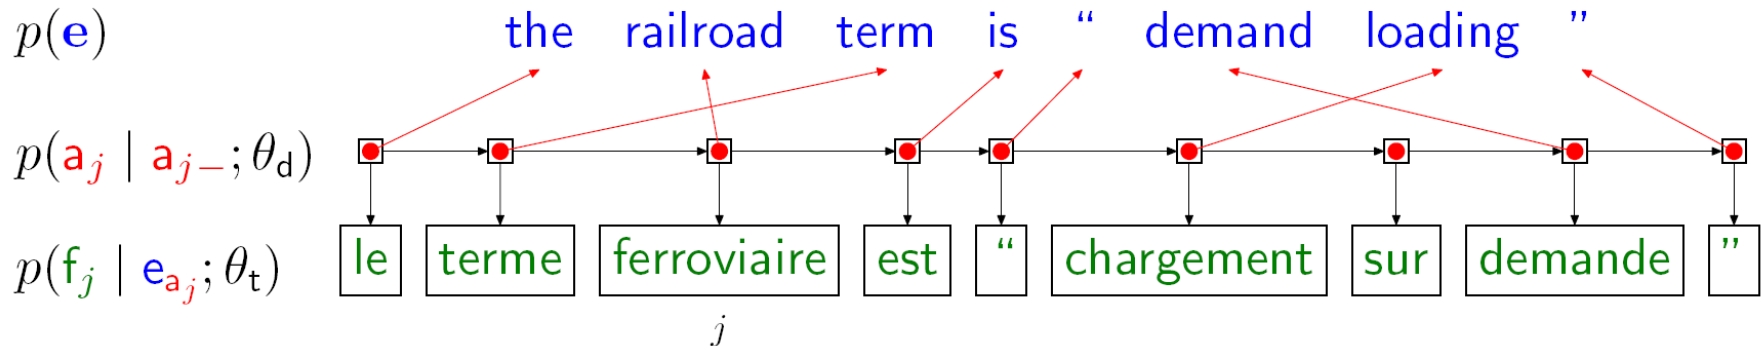 p(e) the railroad term is “ demand loading ”
p(a_j | a_{j−}; θ_d)
p(f_j | e_{a_j}; θ_t) le terme ferroviaire est “ chargement sur demande ”
j